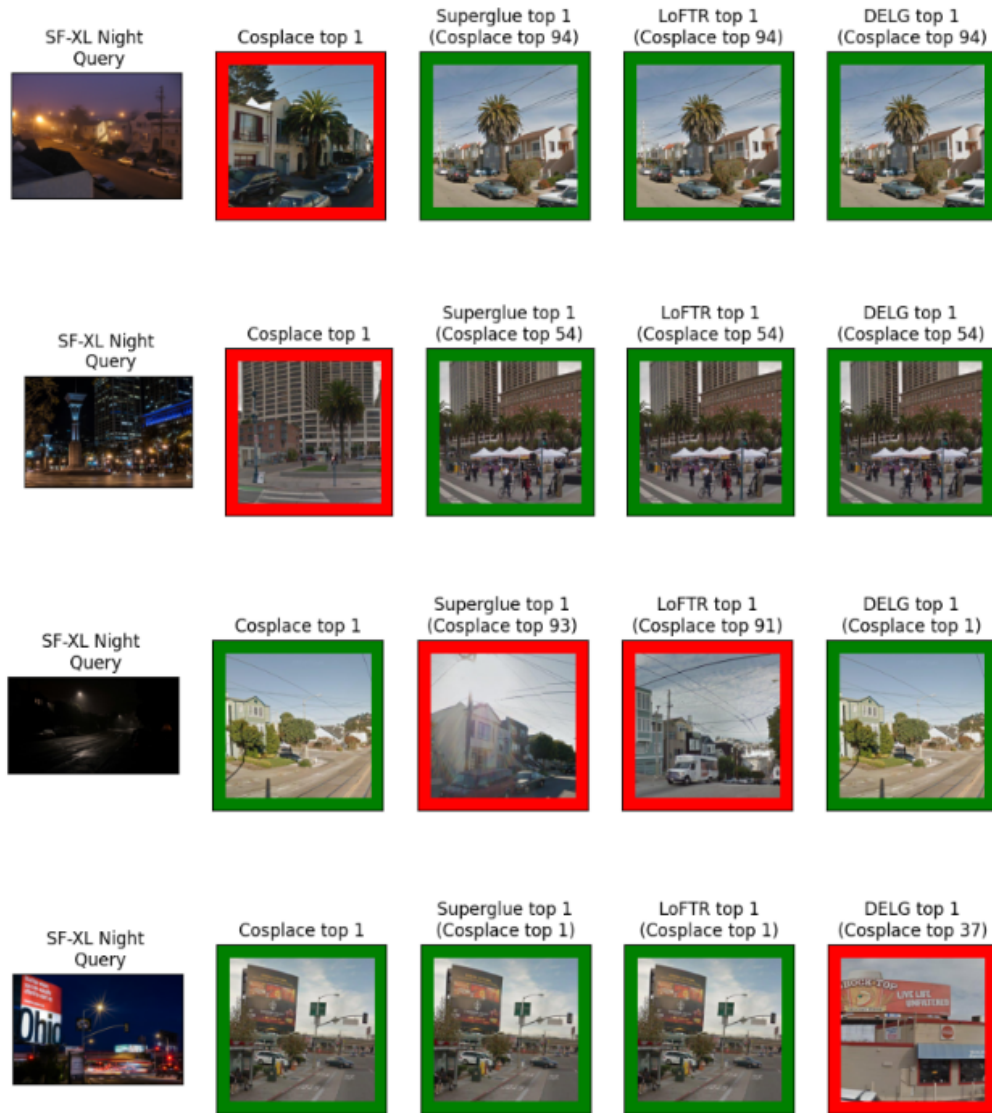 SF-XL Night
Query
Cosplace top 1
Superglue top 1
(Cosplace top 94)
LoFTR top 1
(Cosplace top 94)
DELG top 1
(Cosplace top 94)
SF-XL Night
Query
Cosplace top 1
Superglue top 1
(Cosplace top 54)
LoFTR top 1
(Cosplace top 54)
DELG top 1
(Cosplace top 54)
SF-XL Night
Query
Cosplace top 1
Superglue top 1
(Cosplace top 93)
LoFTR top 1
(Cosplace top 91)
DELG top 1
(Cosplace top 1)
SF-XL Night
Query
Ohio
Cosplace top 1
Superglue top 1
(Cosplace top 1)
LoFTR top 1
(Cosplace top 1)
DELG top 1
(Cosplace top 37)
SHOCK-TOP
LIVE LIFE
UNFILTERED